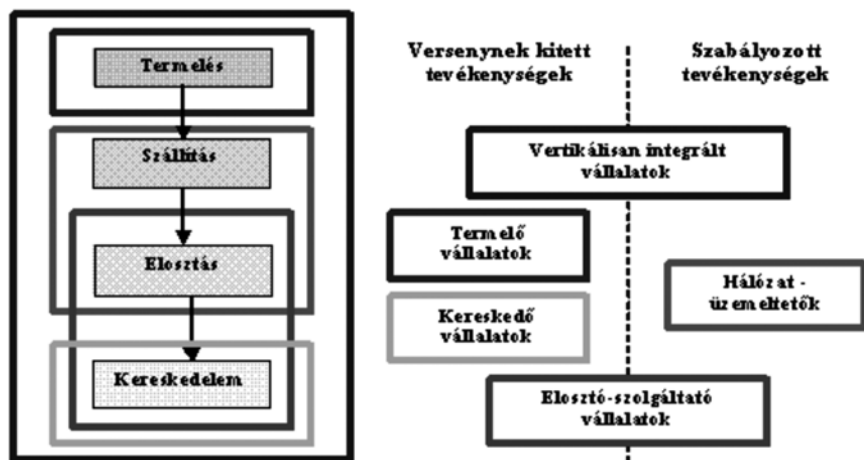 Termelés
Szállítás
Elosztás
Kereskedelem
Versenynek kitett
tevékenységek
Szabályozott
tevékenységek
Vertikálisan integrált
vállalatok
Termelő
vállalatok
Hálózat -
üzemeltetők
Kereskedő
vállalatok
Elosztó-szolgáltató
vállalatok